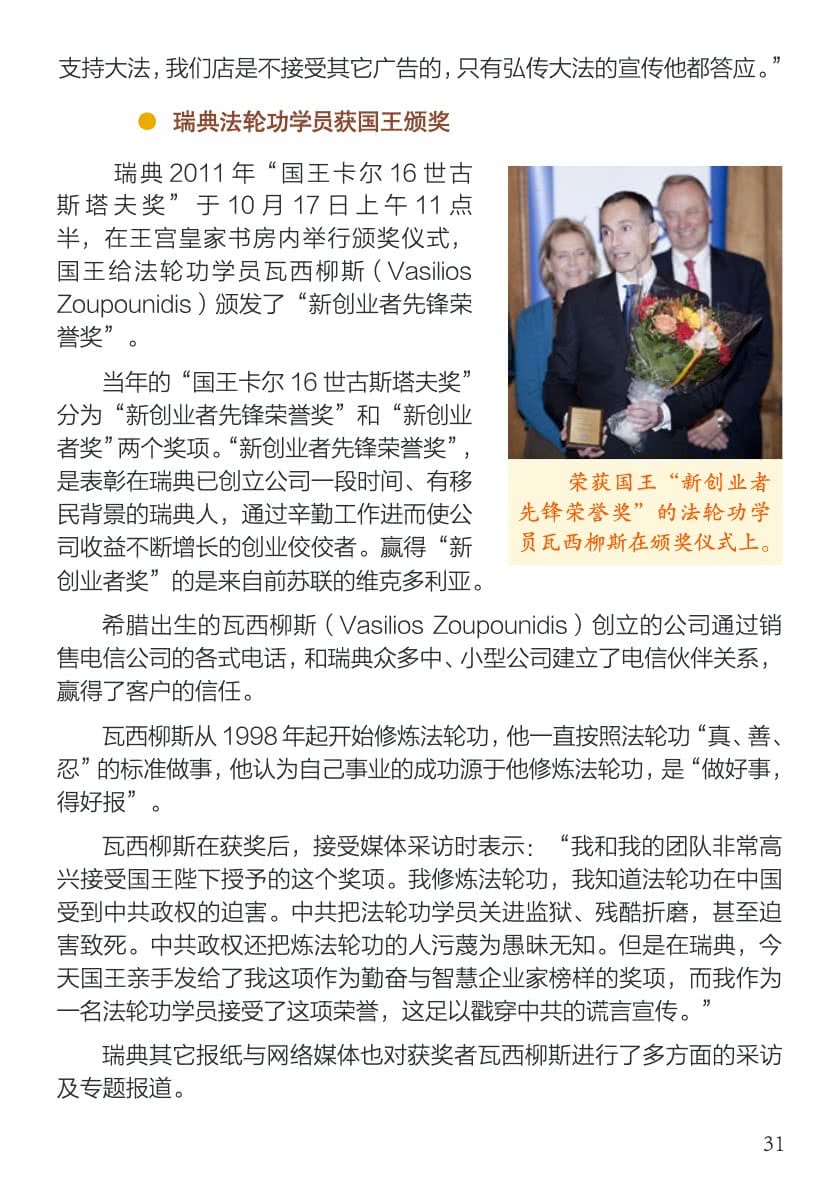 支持大法，我们店是不接受其它广告的，只有弘传大法的宣传他都答应。”
● 瑞典法轮功学员获国王颁奖
瑞典 2011 年“国王卡尔 16 世古
斯塔夫奖”于 10 月 17 日上午 11 点
半，在王宫皇家书房内举行颁奖仪式，
国王给法轮功学员瓦西柳斯（Vasilios
Zoupounidis）颁发了“新创业者先锋荣
誉奖”。
当年的“国王卡尔 16 世古斯塔夫奖”
分为“新创业者先锋荣誉奖”和“新创业
者奖”两个奖项。“新创业者先锋荣誉奖”，
是表彰在瑞典已创立公司一段时间、有移
民背景的瑞典人，通过辛勤工作进而使公
司收益不断增长的创业佼佼者。赢得“新
创业者奖”的是来自前苏联的维克多利亚。
荣获国王“新创业者
先锋荣誉奖”的法轮功学
员瓦西柳斯在颁奖仪式上。
希腊出生的瓦西柳斯（Vasilios Zoupounidis）创立的公司通过销
售电信公司的各式电话，和瑞典众多中、小型公司建立了电信伙伴关系，
赢得了客户的信任。
瓦西柳斯从 1998 年起开始修炼法轮功，他一直按照法轮功“真、善、
忍”的标准做事，他认为自己事业的成功源于他修炼法轮功，是“做好事，
得好报”。
瓦西柳斯在获奖后，接受媒体采访时表示：“我和我的团队非常高
兴接受国王陛下授予的这个奖项。我修炼法轮功，我知道法轮功在中国
受到中共政权的迫害。中共把法轮功学员关进监狱、残酷折磨，甚至迫
害致死。中共政权还把炼法轮功的人污蔑为愚昧无知。但是在瑞典，今
天国王亲手发给了我这项作为勤奋与智慧企业家榜样的奖项，而我作为
一名法轮功学员接受了这项荣誉，这足以戳穿中共的谎言宣传。”
瑞典其它报纸与网络媒体也对获奖者瓦西柳斯进行了多方面的采访
及专题报道。
31